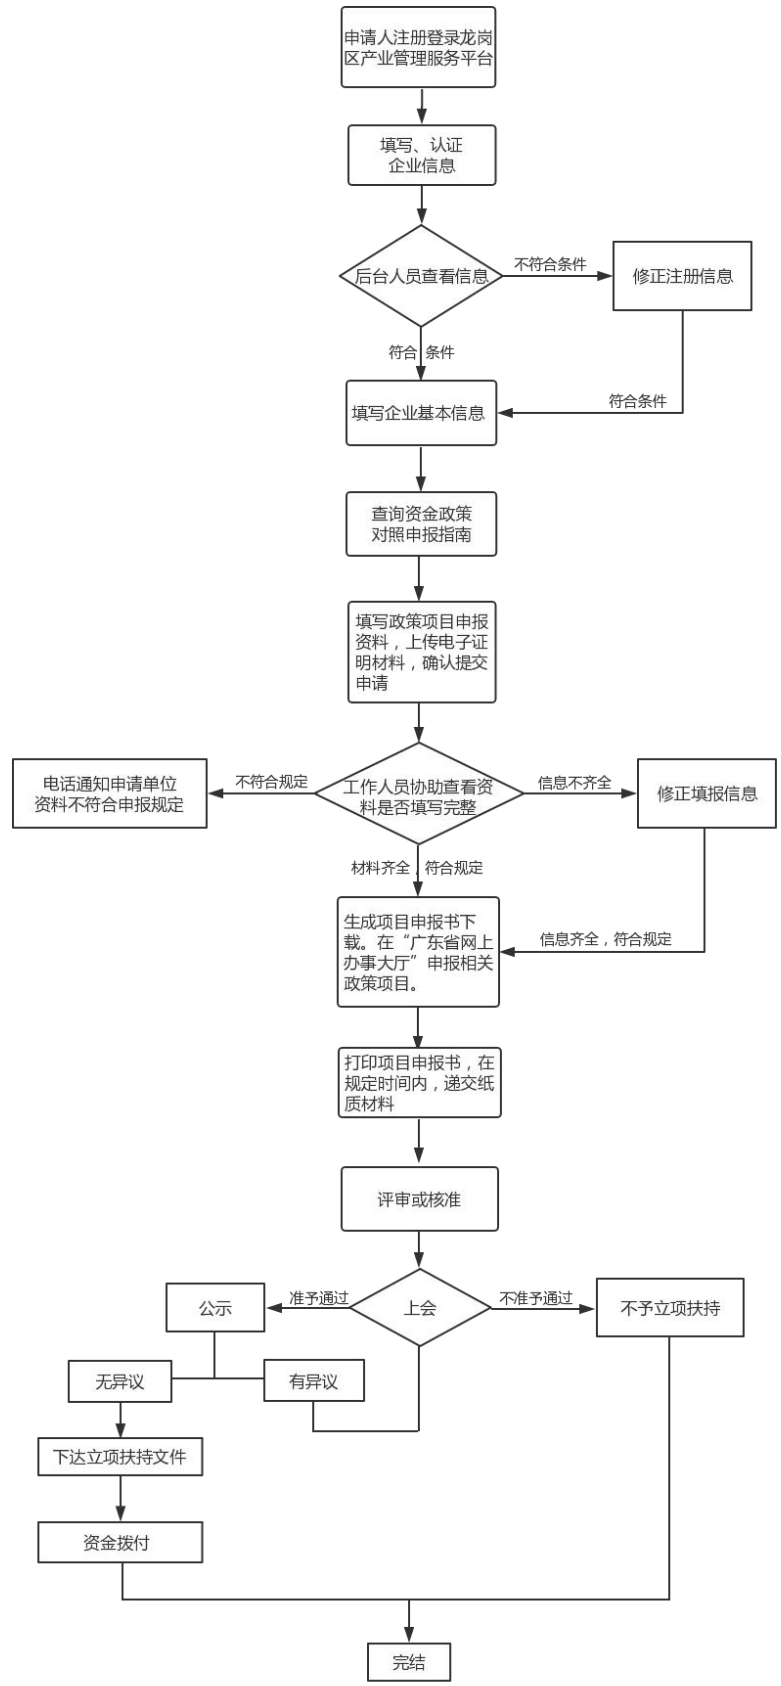 申请人注册登录龙岗
区产业管理服务平台
填写、认证
企业信息
后台人员查看信息
不符合条件
修正注册信息
符合 条件
符合条件
填写企业基本信息
查询资金政策
对照申报指南
填写政策项目申报
资料，上传电子证
明材料，确认提交
申请
电话通知申请单位
资料不符合申报规定
不符合规定
工作人员协助查看资
料是否填写完整
信息不齐全
修正填报信息
材料齐全，符合规定
生成项目申报书下
载。在“广东省网上
办事大厅”申报相关
政策项目。
信息齐全，符合规定
打印项目申报书，在
规定时间内，递交纸
质材料
评审或核准
公示
准予通过
上会
不准予通过
不予立项扶持
无异议
有异议
下达立项扶持文件
资金拨付
完结